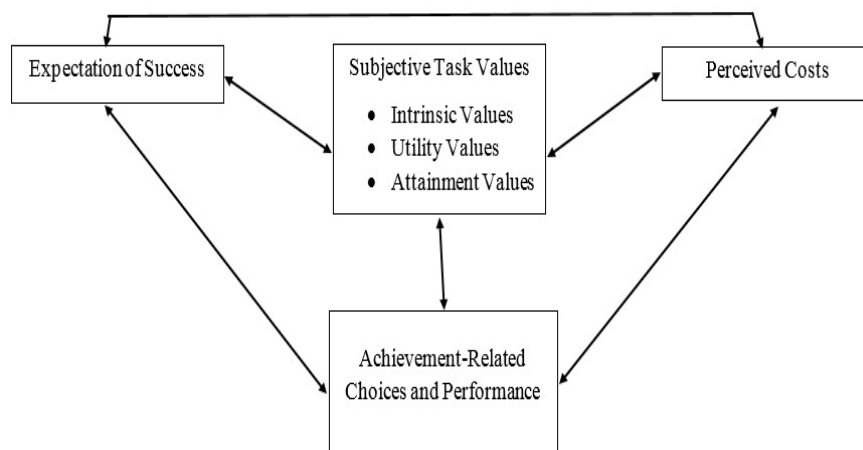 Expectation of Success
Subjective Task Values
• Intrinsic Values
• Utility Values
• Attainment Values
Perceived Costs
Achievement-Related
Choices and Performance